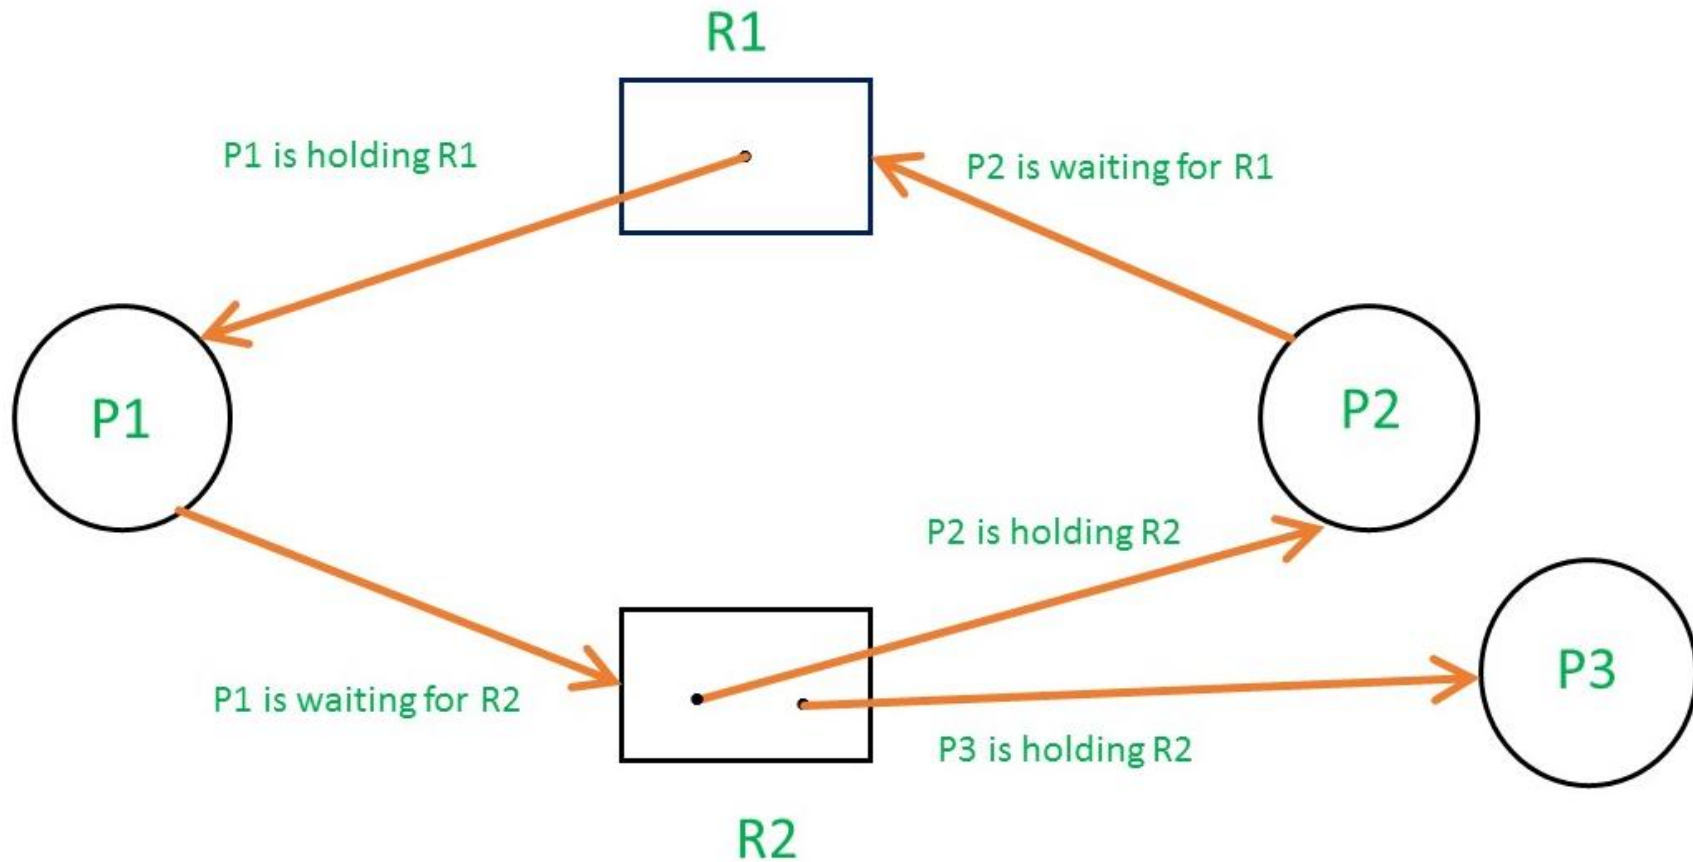 R1
P1 is holding R1
P2 is waiting for R1
P1
P2
P2 is holding R2
P3
P1 is waiting for R2
P3 is holding R2
R2